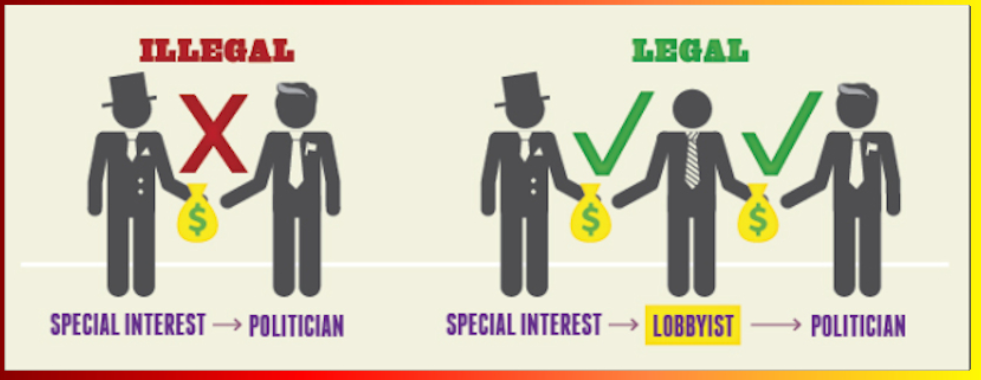 ILLEGAL
LEGAL
X
$
$
$
SPECIAL INTEREST → POLITICIAN
SPECIAL INTEREST → LOBBYIST → POLITICIAN